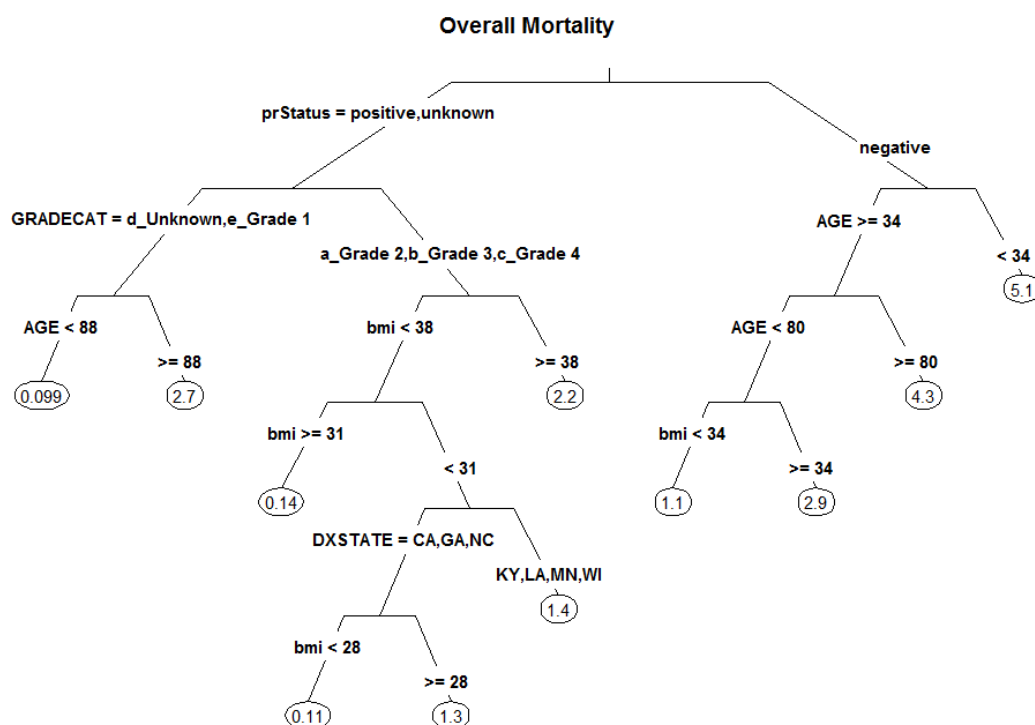 Overall Mortality
prStatus = positive,unknown
negative
GRADECAT = d_Unknown,e_Grade 1
AGE >= 34
a_Grade 2,b_Grade 3,c_Grade 4
< 34
5.1
AGE < 88
bmi < 38
AGE < 80
>= 88
>= 38
>= 80
0.099
2.7
2.2
4.3
bmi >= 31
bmi < 34
< 31
>= 34
0.14
1.1
2.9
DXSTATE = CA,GA,NC
KY,LA,MN,WI
1.4
bmi < 28
>= 28
0.11
1.3